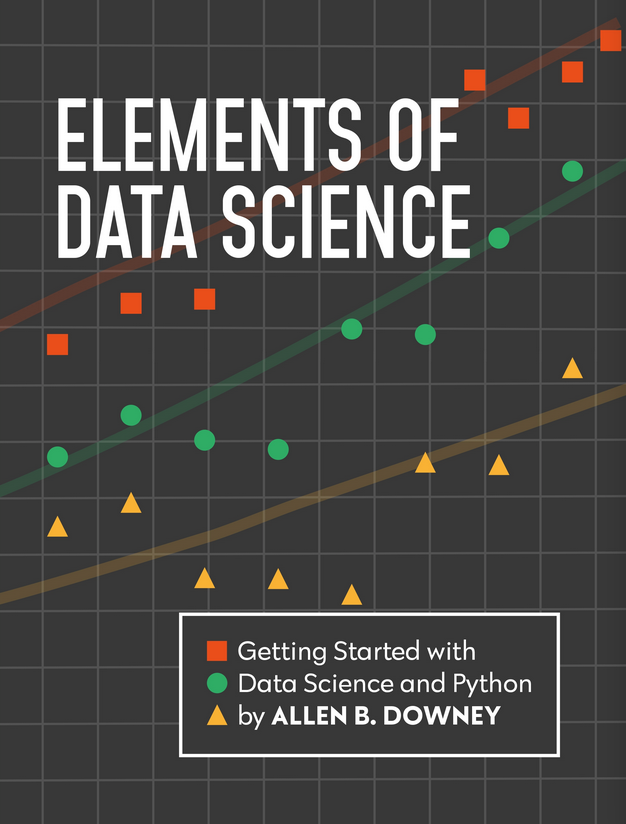 ELEMENTS OF
DATA SCIENCE
Getting Started with
Data Science and Python
by ALLEN B. DOWNEY